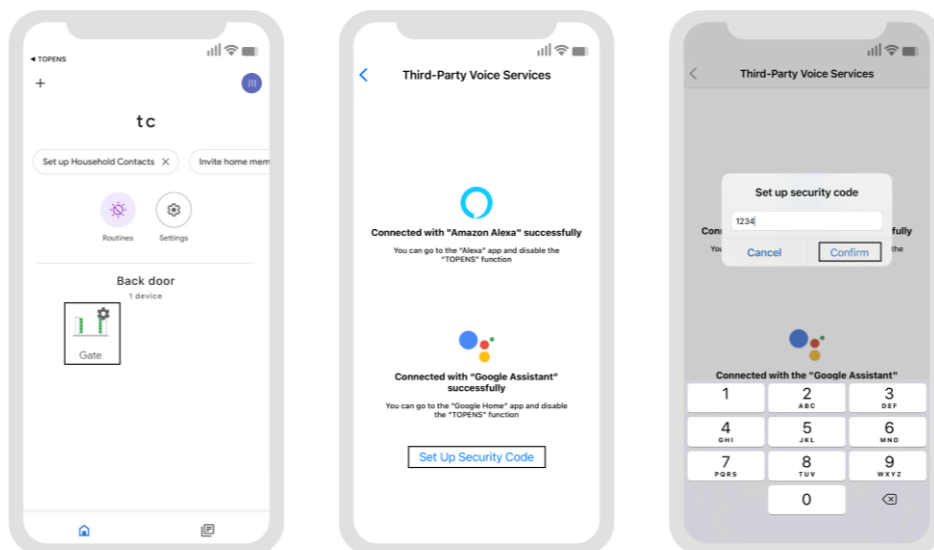 ◀ TOPENS
+
tc
Set up Household Contacts ×
Invite home mem
Routines
Settings
Back door
1 device
Gate
Third-Party Voice Services
Connected with "Amazon Alexa" successfully
You can go to the "Alexa" app and disable the
"TOPENS" function
Connected with "Google Assistant"
successfully
You can go to the "Google Home" app and disable
the "TOPENS" function
Set Up Security Code
Third-Party Voice Services
Set up security code
1234
Con
fully
You
the
Cancel
Confirm
Connected with the "Google Assistant"
1
2
ABC
3
DEF
4
GHI
5
JKL
6
MNO
7
PQRS
8
TUV
9
WXYZ
0